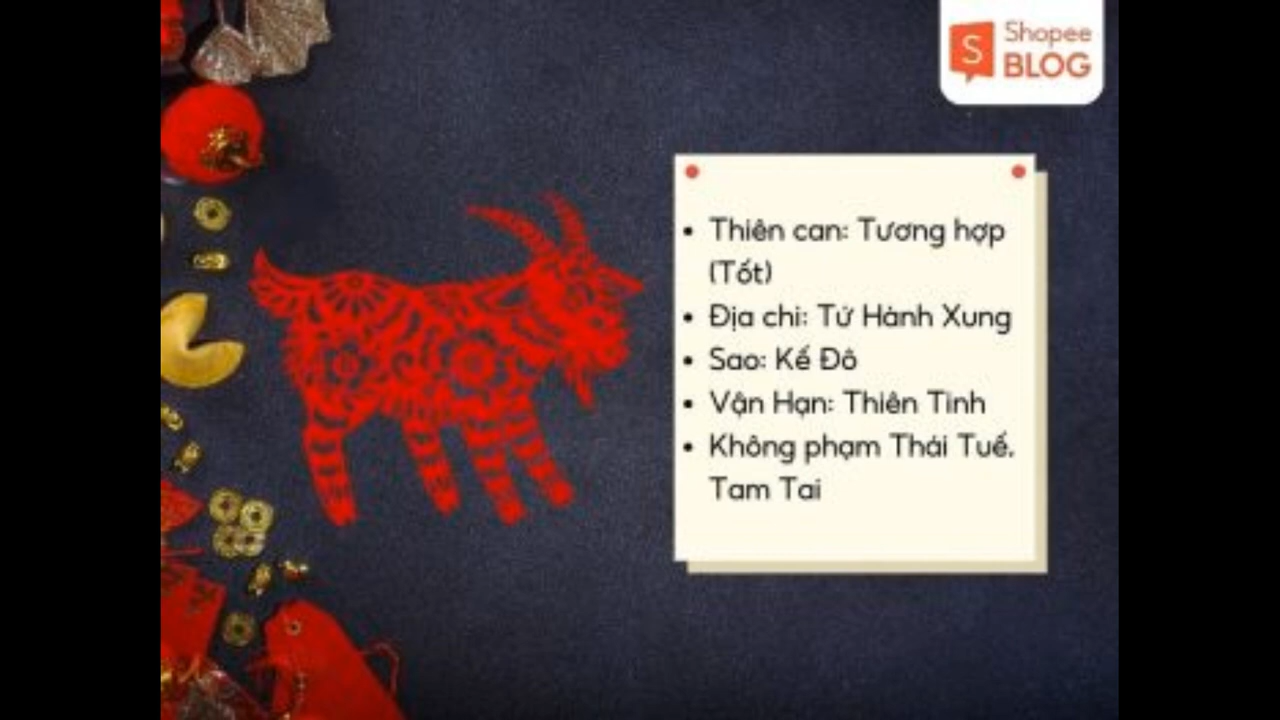 Shopee
BLOG
• Thiên can: Tương hợp
(Tốt)
• Địa chi: Tứ Hành Xung
• Sao: Kế Đô
• Vận Hạn: Thiên Tinh
• Không phạm Thái Tuế,
Tam Tai